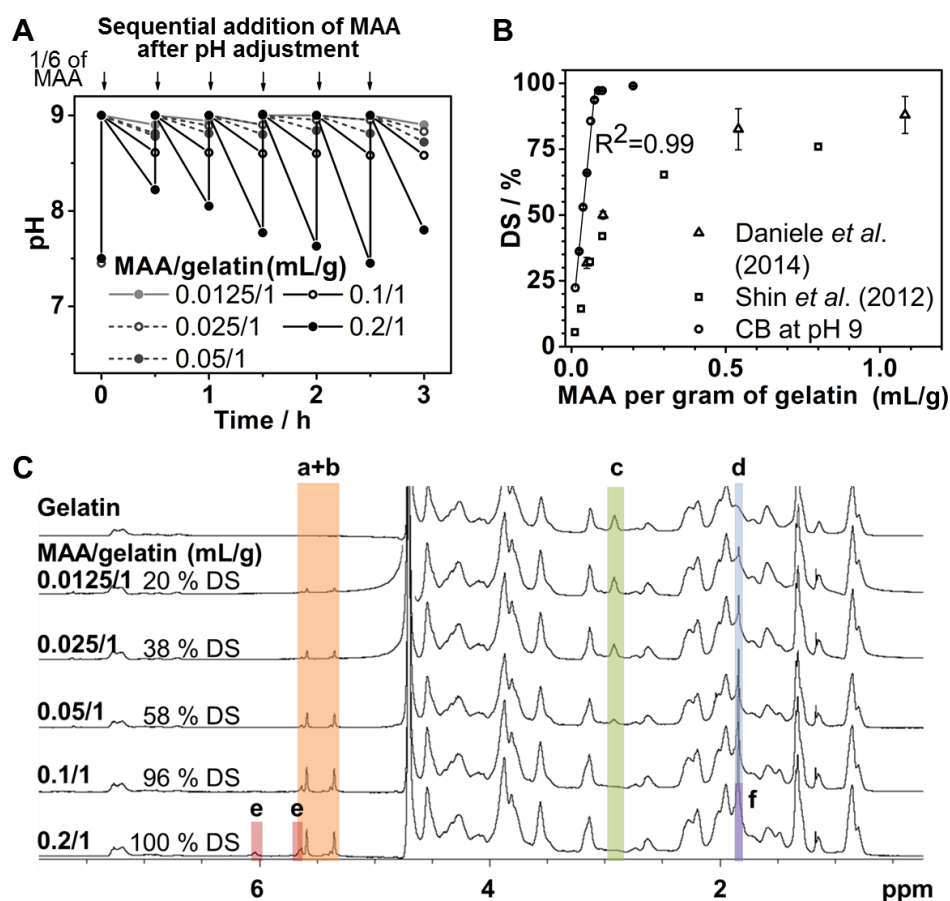 A
Sequential addition of MAA
after pH adjustment
1/6 of
MAA
9
8
7
pH
MAA/gelatin (mL/g)
0.0125/1
0.1/1
0.025/1
0.2/1
0.05/1
0
1
2
3
Time / h
B
100
75
50
25
0
DS / %
R2=0.99
Daniele et al.
(2014)
Shin et al. (2012)
CB at pH 9
0.0
0.5
1.0
MAA per gram of gelatin (mL/g)
C
a+b
c
d
Gelatin
MAA/gelatin (mL/g)
0.0125/1 20 % DS
0.025/1 38 % DS
0.05/1 58 % DS
0.1/1 96 % DS
e
e
f
0.2/1 100 % DS
6
4
2
ppm